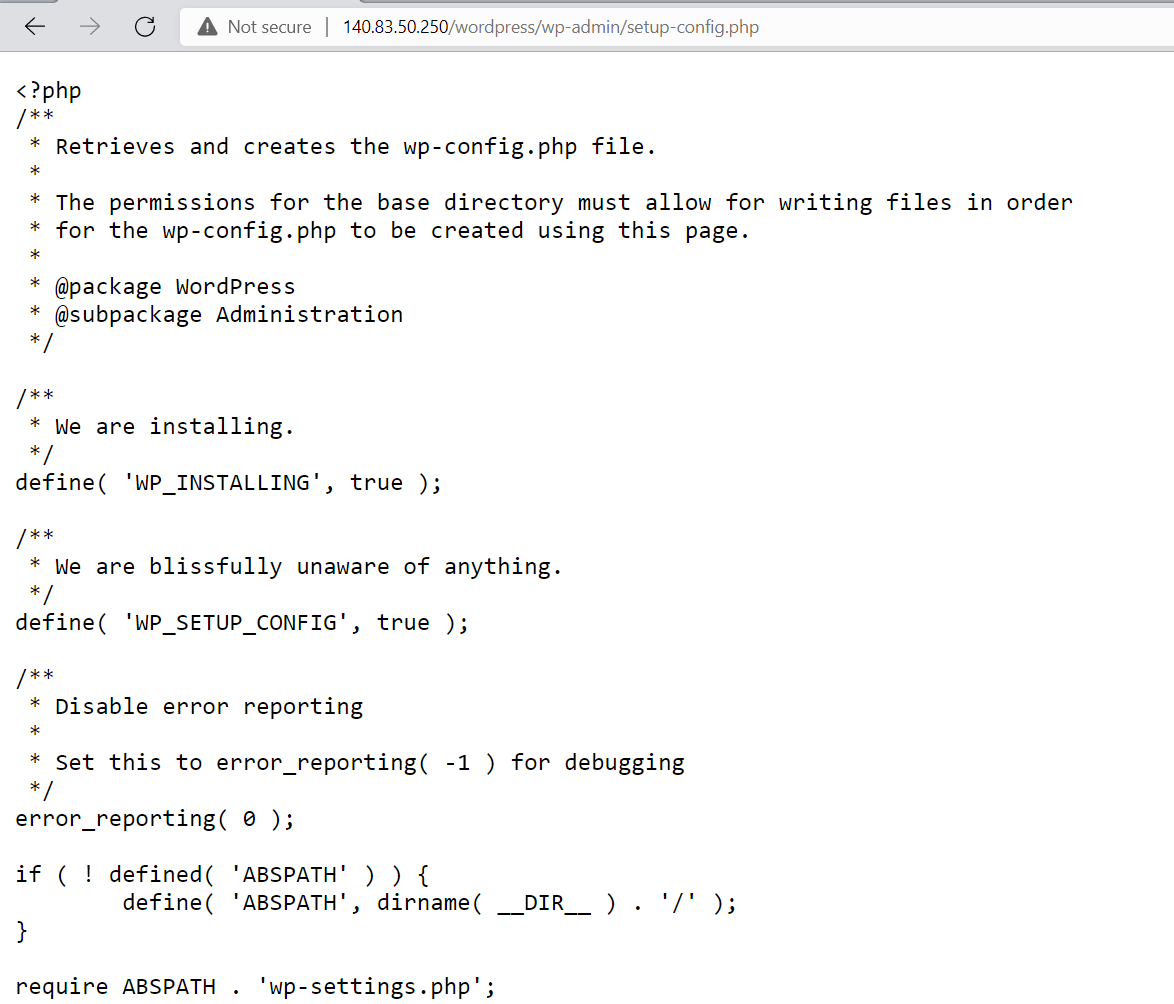 Not secure | 140.83.50.250/wordpress/wp-admin/setup-config.php
<?php
/**
 * Retrieves and creates the wp-config.php file.
 *
 * The permissions for the base directory must allow for writing files in order
 * for the wp-config.php to be created using this page.
 *
 * @package WordPress
 * @subpackage Administration
 */

/**
 * We are installing.
 */
define( 'WP_INSTALLING', true );

/**
 * We are blissfully unaware of anything.
 */
define( 'WP_SETUP_CONFIG', true );

/**
 * Disable error reporting
 *
 * Set this to error_reporting( -1 ) for debugging
 */
error_reporting( 0 );

if ( ! defined( 'ABSPATH' ) ) {
        define( 'ABSPATH', dirname( __DIR__ ) . '/' );
}

require ABSPATH . 'wp-settings.php';